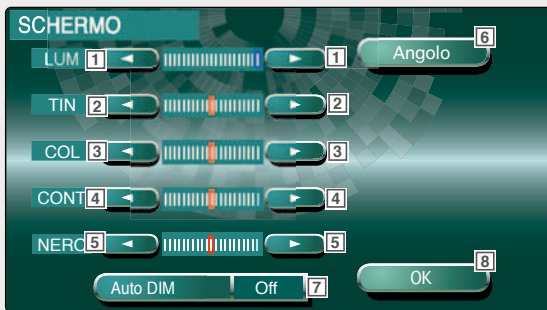 SCHERMO
LUM 1 1 Angolo 6
TIN 2 2
COL 3 3
CONT 4 4
NERO 5 5
Auto DIM Off 7 OK 8